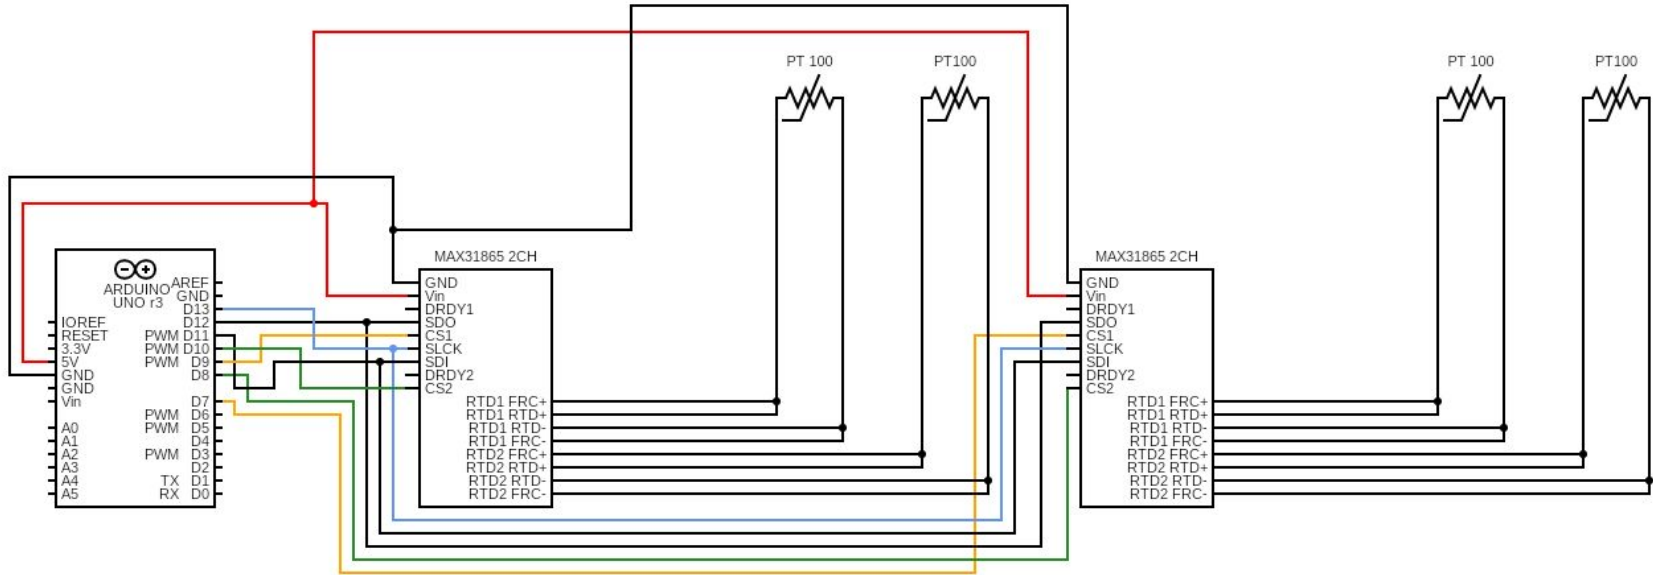 PT 100
PT100
PT 100
PT100
MAX31865 2CH
MAX31865 2CH
ARDUINO
UNO r3
AREF
GND
D13
D12
PWM D11
PWM D10
PWM D9
D8
D7
PWM D6
PWM D5
D4
PWM D3
D2
TX D1
RX D0
IOREF
RESET
3.3V
5V
GND
GND
Vin
A0
A1
A2
A3
A4
A5
GND
Vin
DRDY1
SDO
CS1
SLCK
SDI
DRDY2
CS2
RTD1 FRC+
RTD1 RTD+
RTD1 RTD-
RTD1 FRC-
RTD2 FRC+
RTD2 RTD+
RTD2 RTD-
RTD2 FRC-
GND
Vin
DRDY1
SDO
CS1
SLCK
SDI
DRDY2
CS2
RTD1 FRC+
RTD1 RTD+
RTD1 RTD-
RTD1 FRC-
RTD2 FRC+
RTD2 RTD+
RTD2 RTD-
RTD2 FRC-